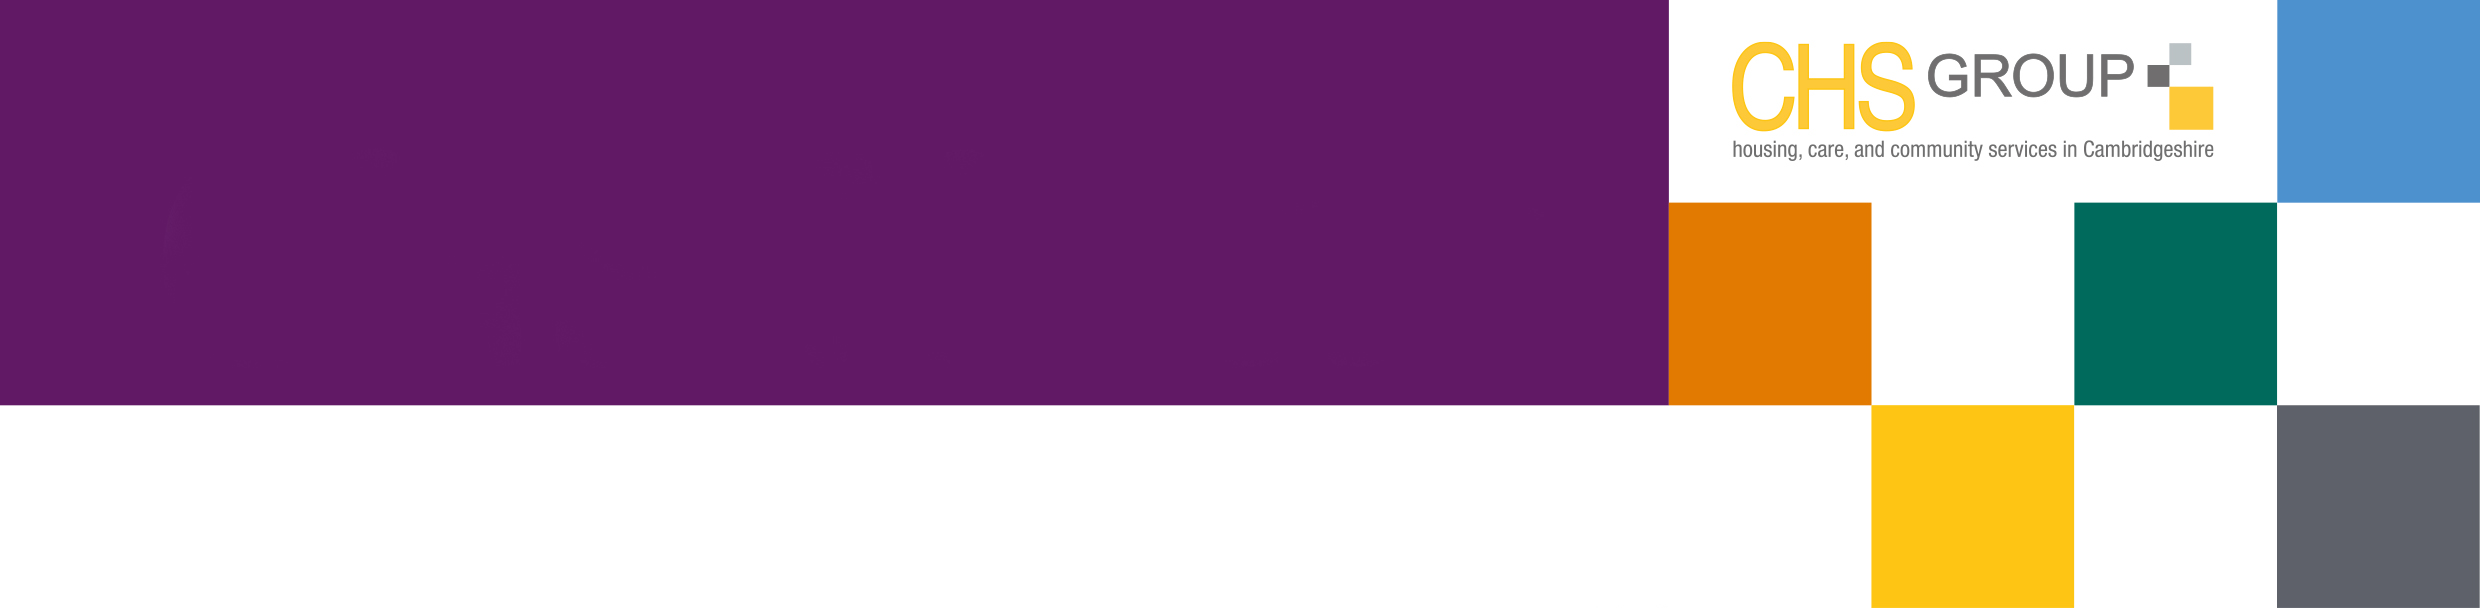 CHS GROUP
housing, care, and community services in Cambridgeshire